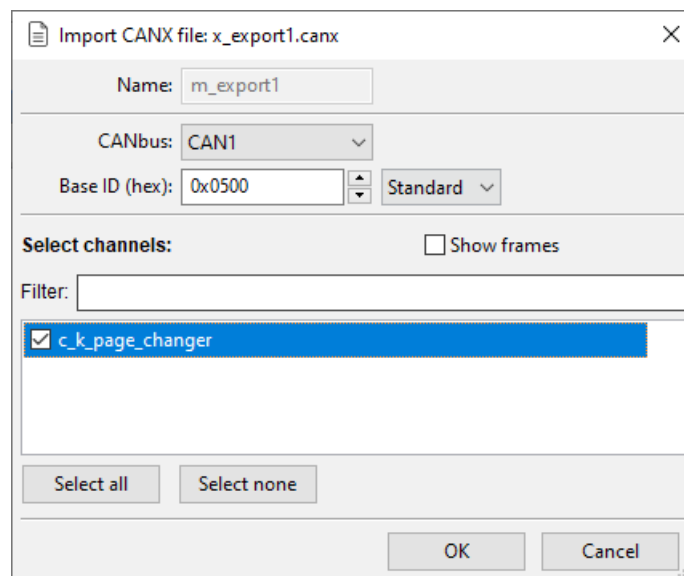 Import CANX file: x_export1.canx
Name: m_export1
CANbus: CAN1
Base ID (hex): 0x0500 Standard
Select channels: Show frames
Filter:
c_k_page_changer
Select all Select none
OK Cancel